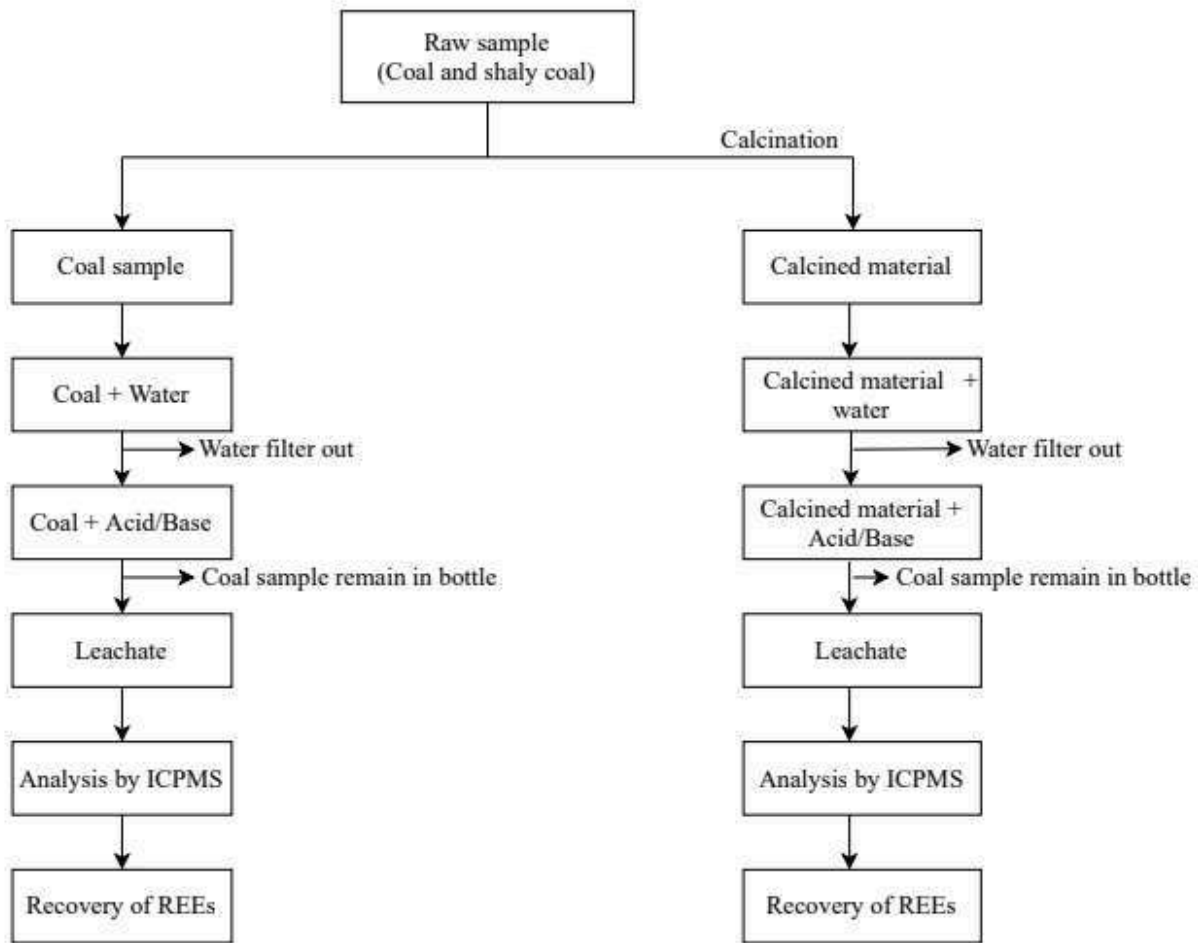 Raw sample
(Coal and shaly coal)
Calcination
Coal sample
Calcined material
Coal + Water
Calcined material +
water
Water filter out
Water filter out
Coal + Acid/Base
Calcined material +
Acid/Base
Coal sample remain in bottle
Coal sample remain in bottle
Leachate
Leachate
Analysis by ICPMS
Analysis by ICPMS
Recovery of REEs
Recovery of REEs